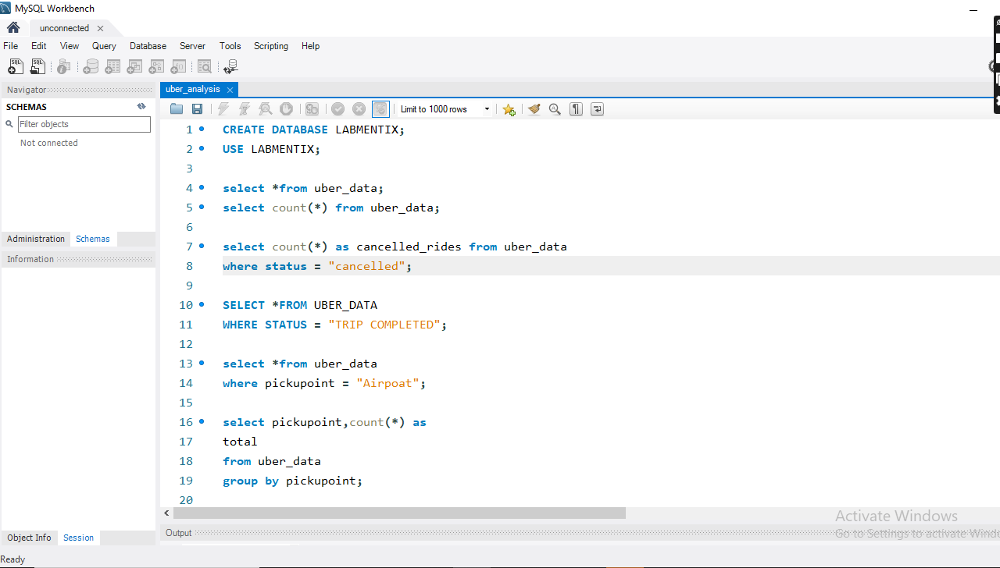 MySQL Workbench
unconnected
File Edit View Query Database Server Tools Scripting Help
Navigator
SCHEMAS
Filter objects
Not connected
Administration Schemas
Information
Object Info Session
Ready
uber_analysis
Limit to 1000 rows
1 CREATE DATABASE LABMENTIX;
2 USE LABMENTIX;
3
4 select *from uber_data;
5 select count(*) from uber_data;
6
7 select count(*) as cancelled_rides from uber_data
8 where status = "cancelled";
9
10 SELECT *FROM UBER_DATA
11 WHERE STATUS = "TRIP COMPLETED";
12
13 select *from uber_data
14 where pickupoint = "Airpoat";
15
16 select pickupoint,count(*) as
17 total
18 from uber_data
19 group by pickupoint;
20
Output
Activate Windows
Go to Settings to activate Windo